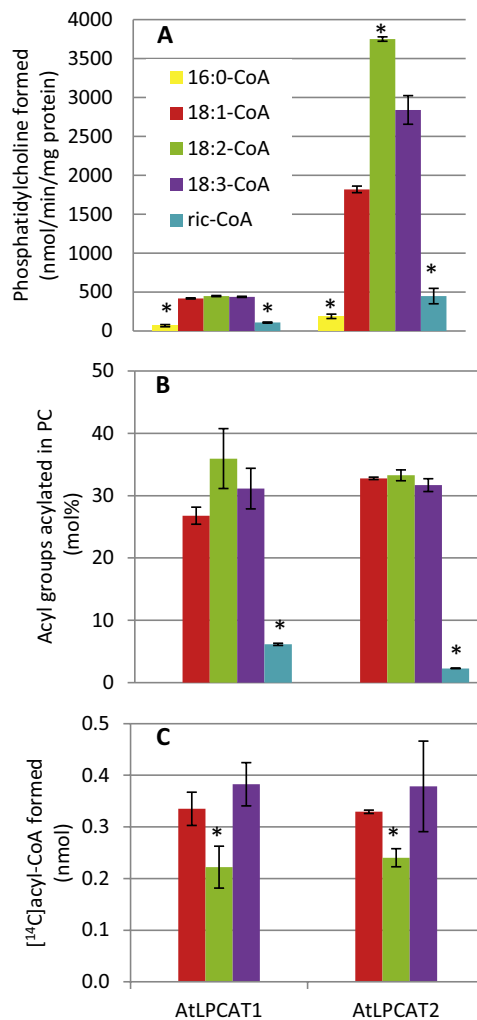 Phosphatidylcholine formed
(nmol/min/mg protein)
4000
3500
3000
2500
2000
1500
1000
500
0
A
16:0-CoA
18:1-CoA
18:2-CoA
18:3-CoA
ric-CoA
*
*
*
*
*
Acyl groups acylated in PC
(mol%)
50
40
30
20
10
0
B
*
*
[¹⁴C]acyl-CoA formed
(nmol)
0.5
0.4
0.3
0.2
0.1
0.0
C
*
*
AtLPCAT1
AtLPCAT2